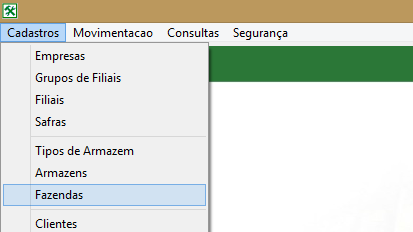 Cadastros Movimentacao Consultas Segurança
Empresas
Grupos de Filiais
Filiais
Safras
Tipos de Armazem
Armazens
Fazendas
Clientes